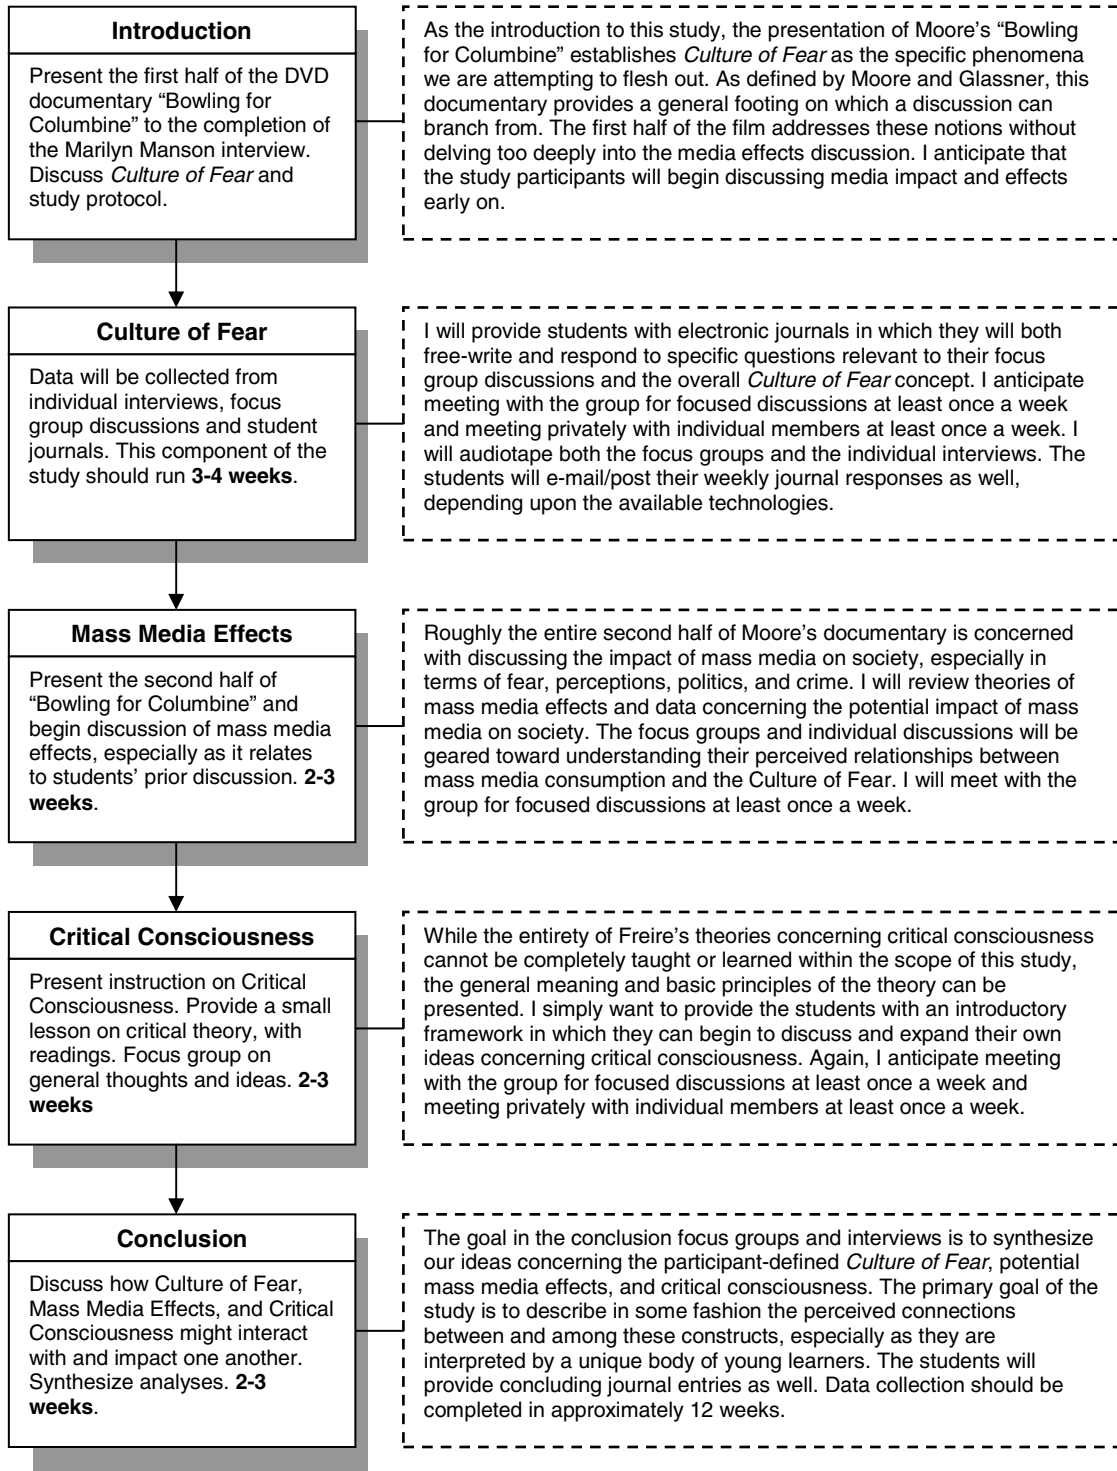 Introduction
Present the first half of the DVD
documentary “Bowling for
Columbine” to the completion of
the Marilyn Manson interview.
Discuss Culture of Fear and
study protocol.
As the introduction to this study, the presentation of Moore’s “Bowling
for Columbine” establishes Culture of Fear as the specific phenomena
we are attempting to flesh out. As defined by Moore and Glassner, this
documentary provides a general footing on which a discussion can
branch from. The first half of the film addresses these notions without
delving too deeply into the media effects discussion. I anticipate that
the study participants will begin discussing media impact and effects
early on.
Culture of Fear
Data will be collected from
individual interviews, focus
group discussions and student
journals. This component of the
study should run 3-4 weeks.
I will provide students with electronic journals in which they will both
free-write and respond to specific questions relevant to their focus
group discussions and the overall Culture of Fear concept. I anticipate
meeting with the group for focused discussions at least once a week
and meeting privately with individual members at least once a week. I
will audiotape both the focus groups and the individual interviews. The
students will e-mail/post their weekly journal responses as well,
depending upon the available technologies.
Mass Media Effects
Present the second half of
“Bowling for Columbine” and
begin discussion of mass media
effects, especially as it relates
to students’ prior discussion. 2-3
weeks.
Roughly the entire second half of Moore’s documentary is concerned
with discussing the impact of mass media on society, especially in
terms of fear, perceptions, politics, and crime. I will review theories of
mass media effects and data concerning the potential impact of mass
media on society. The focus groups and individual discussions will be
geared toward understanding their perceived relationships between
mass media consumption and the Culture of Fear. I will meet with the
group for focused discussions at least once a week.
Critical Consciousness
Present instruction on Critical
Consciousness. Provide a small
lesson on critical theory, with
readings. Focus group on
general thoughts and ideas. 2-3
weeks
While the entirety of Freire’s theories concerning critical consciousness
cannot be completely taught or learned within the scope of this study,
the general meaning and basic principles of the theory can be
presented. I simply want to provide the students with an introductory
framework in which they can begin to discuss and expand their own
ideas concerning critical consciousness. Again, I anticipate meeting
with the group for focused discussions at least once a week and
meeting privately with individual members at least once a week.
Conclusion
Discuss how Culture of Fear,
Mass Media Effects, and Critical
Consciousness might interact
with and impact one another.
Synthesize analyses. 2-3
weeks.
The goal in the conclusion focus groups and interviews is to synthesize
our ideas concerning the participant-defined Culture of Fear, potential
mass media effects, and critical consciousness. The primary goal of the
study is to describe in some fashion the perceived connections
between and among these constructs, especially as they are
interpreted by a unique body of young learners. The students will
provide concluding journal entries as well. Data collection should be
completed in approximately 12 weeks.